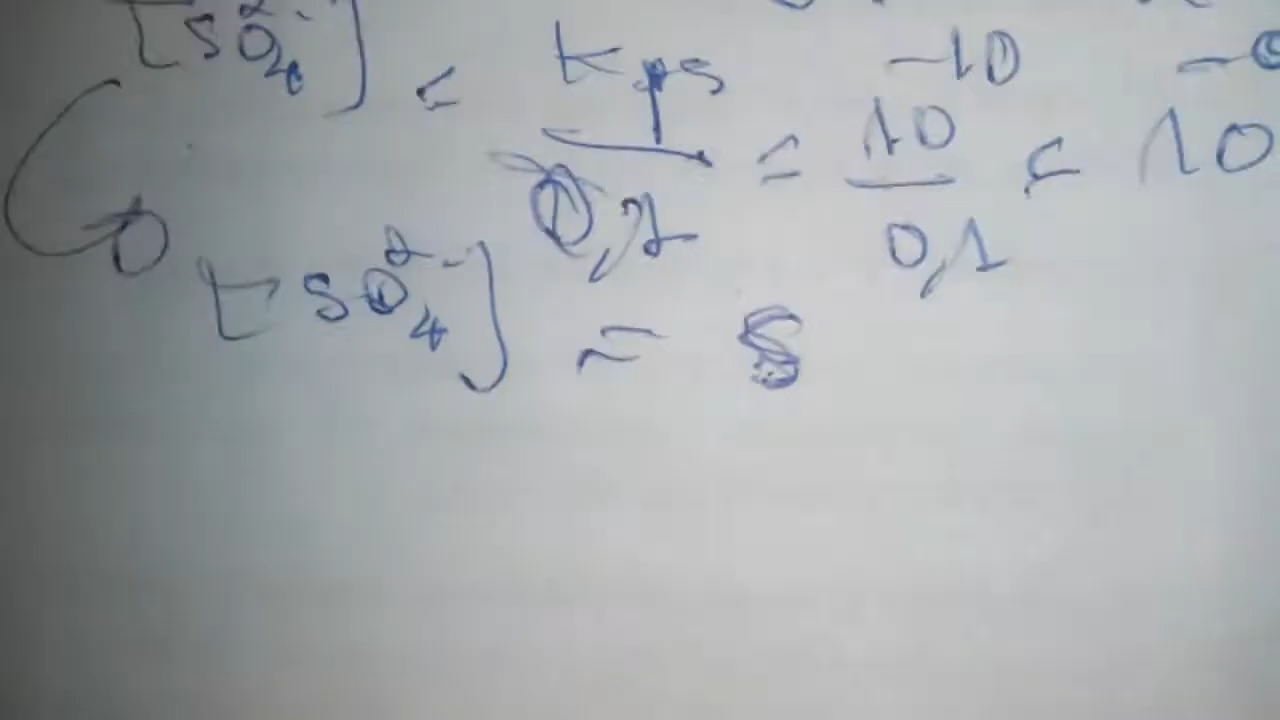 [SO₄²⁻] = Kps / 0,1 = 10⁻¹⁰ / 0,1 = 10
[SO₄²⁻] = S